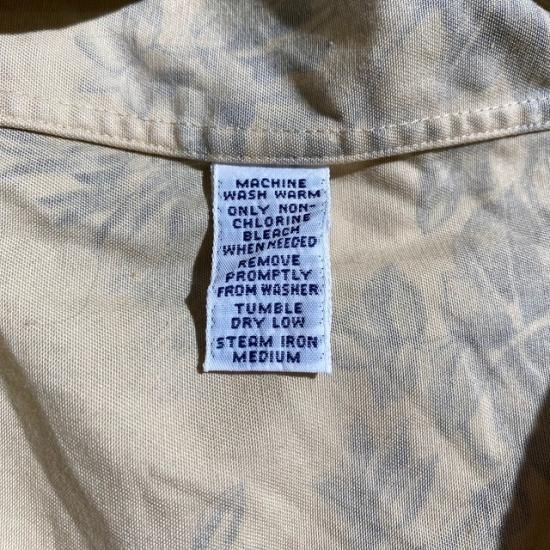 MACHINE
WASH WARM
ONLY NON-
CHLORINE
BLEACH
WHEN NEEDED
REMOVE
PROMPTLY
FROM WASHER
TUMBLE
DRY LOW
STEAM IRON
MEDIUM